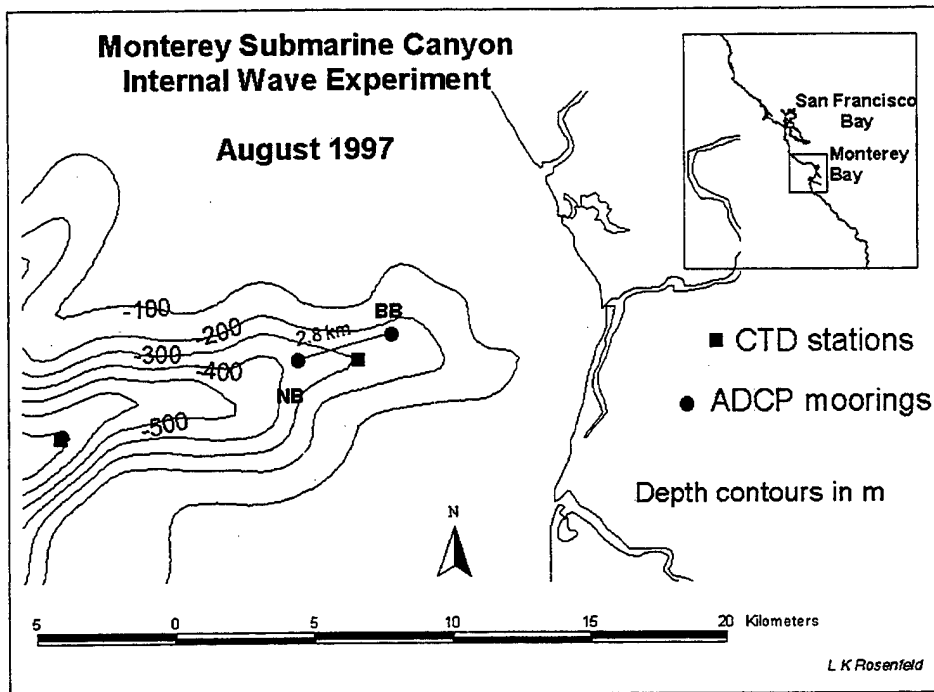 Monterey Submarine Canyon
Internal Wave Experiment
August 1997
San Francisco
Bay
Monterey
Bay
-100
-200
-300
-400
-500
BB
2.8 km
NB
CTD stations
ADCP moorings
Depth contours in m
N
5 0 5 10 15 20 Kilometers
L K Rosenfeld